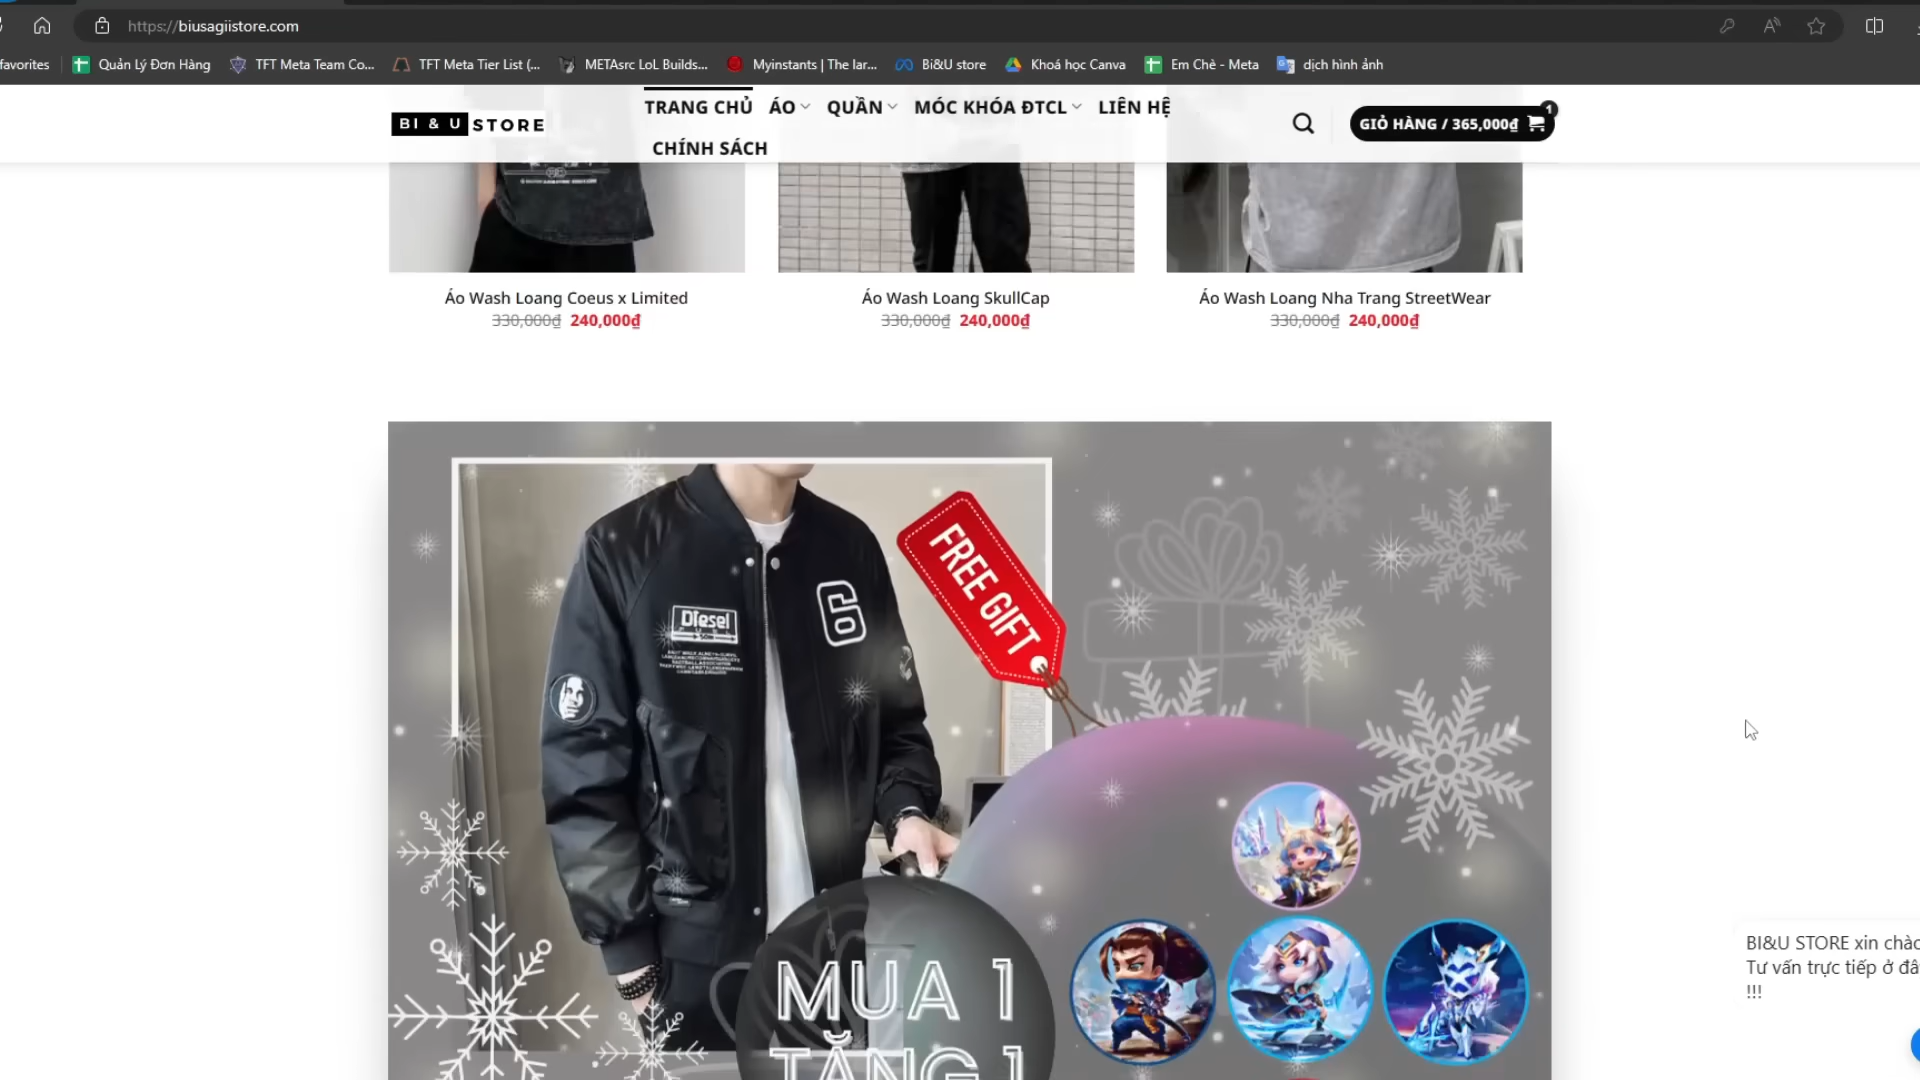 https://biusagiistore.com
favorites
Quản Lý Đơn Hàng
TFT Meta Team Co...
TFT Meta Tier List (...
METAsrc LoL Builds...
Myinstants | The lar...
Bi&U store
Khoá học Canva
Em Chè - Meta
dịch hình ảnh
BI & U STORE
TRANG CHỦ
ÁO
QUẦN
MÓC KHÓA ĐTCL
LIÊN HỆ
GIỎ HÀNG / 365,000₫
1
CHÍNH SÁCH
Áo Wash Loang Coeus x Limited
330,000₫ 240,000₫
Áo Wash Loang SkullCap
330,000₫ 240,000₫
Áo Wash Loang Nha Trang StreetWear
330,000₫ 240,000₫
FREE GIFT
6
Diesel
MUA 1
TẶNG 1
BI&U STORE xin chào
Tư vấn trực tiếp ở đâ
!!!